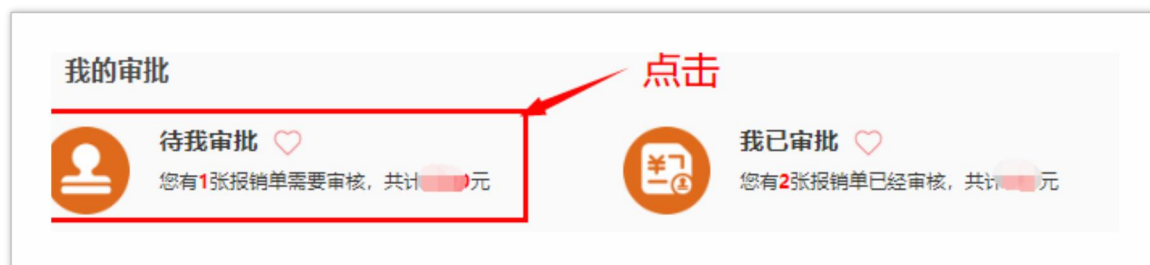 我的审批
点击
待我审批
您有1张报销单需要审核，共计
元
我已审批
您有2张报销单已经审核，共计
元